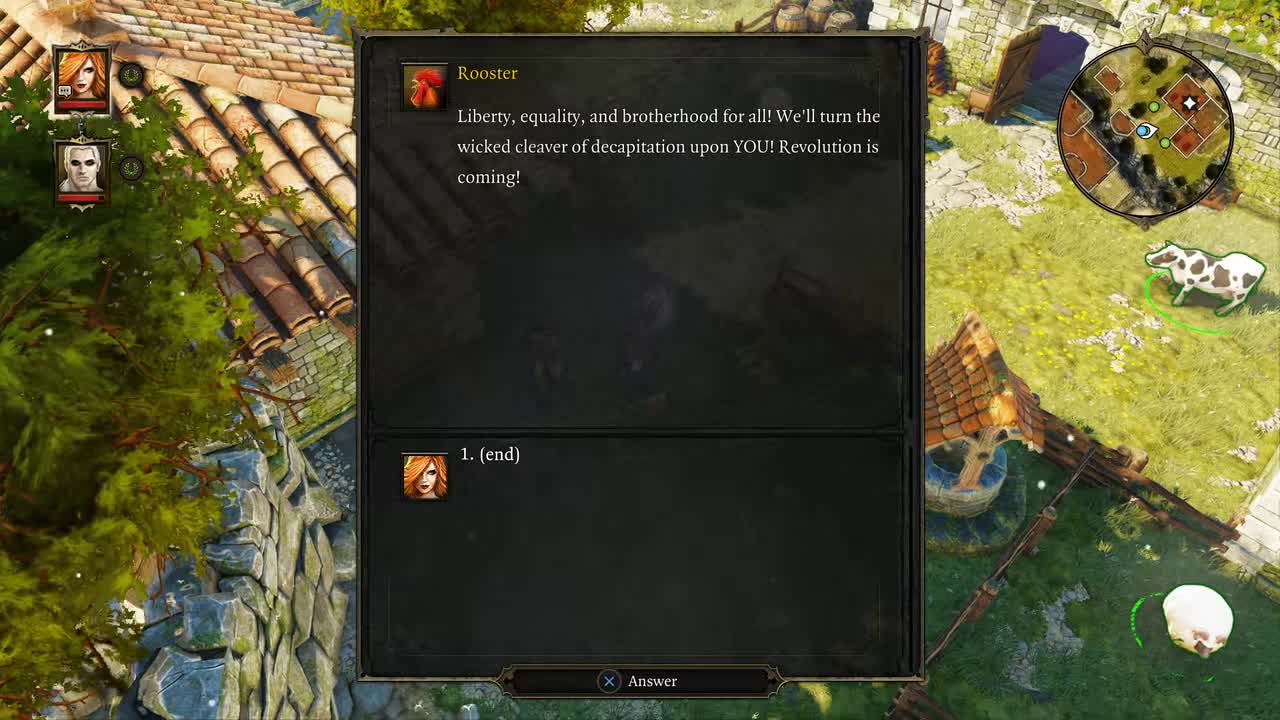 Rooster
Liberty, equality, and brotherhood for all! We'll turn the
wicked cleaver of decapitation upon YOU! Revolution is
coming!
1. (end)
Answer